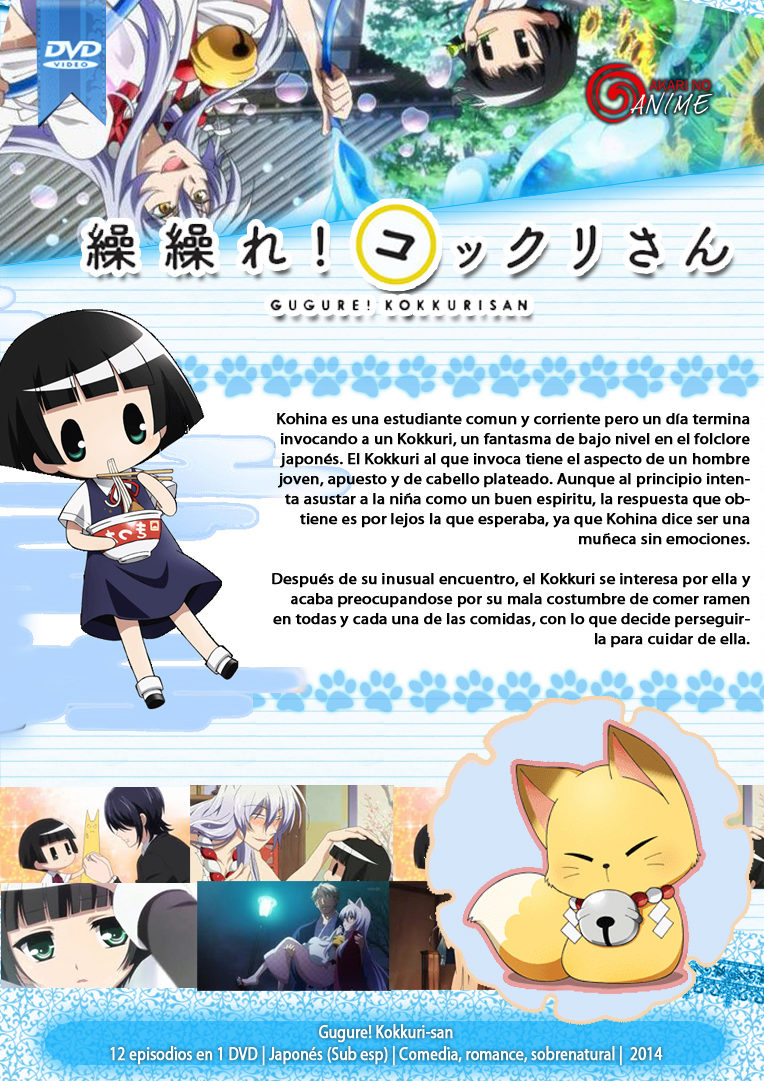 DVD
VIDEO
AKARI NO
ANIME
繰繰れ！コックリさん
GUGURE! KOKKURISAN
Kohina es una estudiante comun y corriente pero un día termina
invocando a un Kokkuri, un fantasma de bajo nivel en el folclore
japonés. El Kokkuri al que invoca tiene el aspecto de un hombre
joven, apuesto y de cabello plateado. Aunque al principio inten-
ta asustar a la niña como un buen espiritu, la respuesta que ob-
tiene es por lejos la que esperaba, ya que Kohina dice ser una
muñeca sin emociones.
Después de su inusual encuentro, el Kokkuri se interesa por ella y
acaba preocupandose por su mala costumbre de comer ramen
en todas y cada una de las comidas, con lo que decide perseguir-
la para cuidar de ella.
Gugure! Kokkuri-san
12 episodios en 1 DVD | Japonés (Sub esp) | Comedia, romance, sobrenatural | 2014